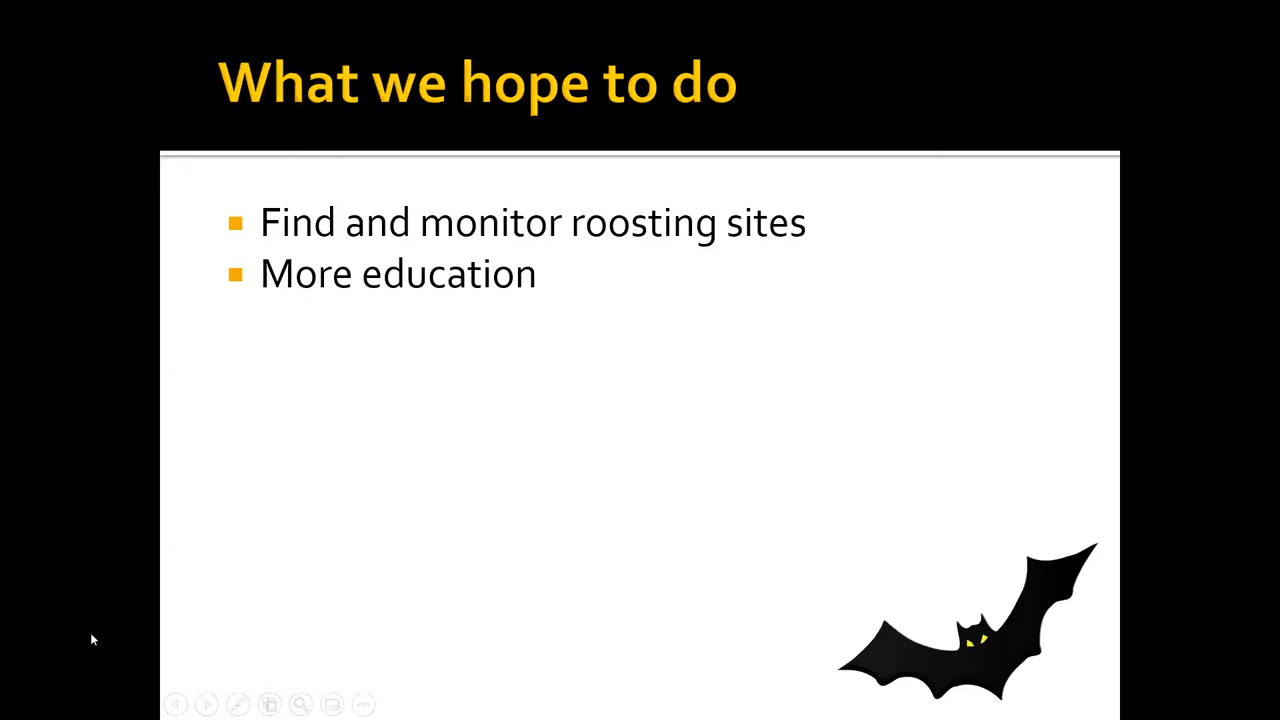 What we hope to do
Find and monitor roosting sites
More education